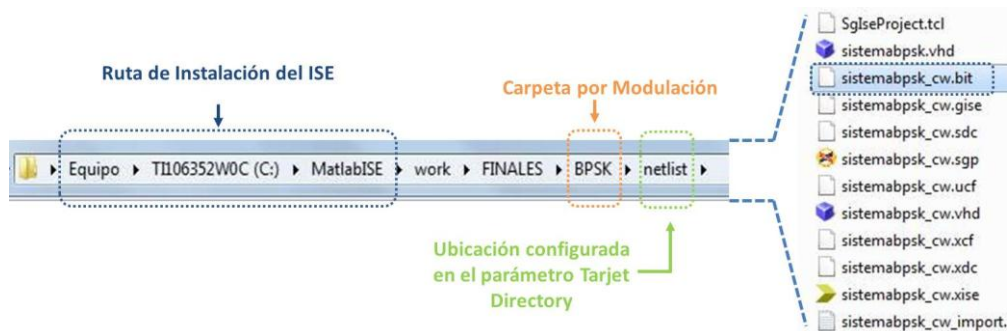 Ruta de Instalación del ISE
Carpeta por Modulación
Equipo TI106352W0C (C:) MatlabISE work FINALES BPSK netlist
Ubicación configurada
en el parámetro Tarjet
Directory
SgIseProject.tcl
sistemabpsk.vhd
sistemabpsk_cw.bit
sistemabpsk_cw.gise
sistemabpsk_cw.sdc
sistemabpsk_cw.sgp
sistemabpsk_cw.ucf
sistemabpsk_cw.vhd
sistemabpsk_cw.xcf
sistemabpsk_cw.xdc
sistemabpsk_cw.xise
sistemabpsk_cw_import.